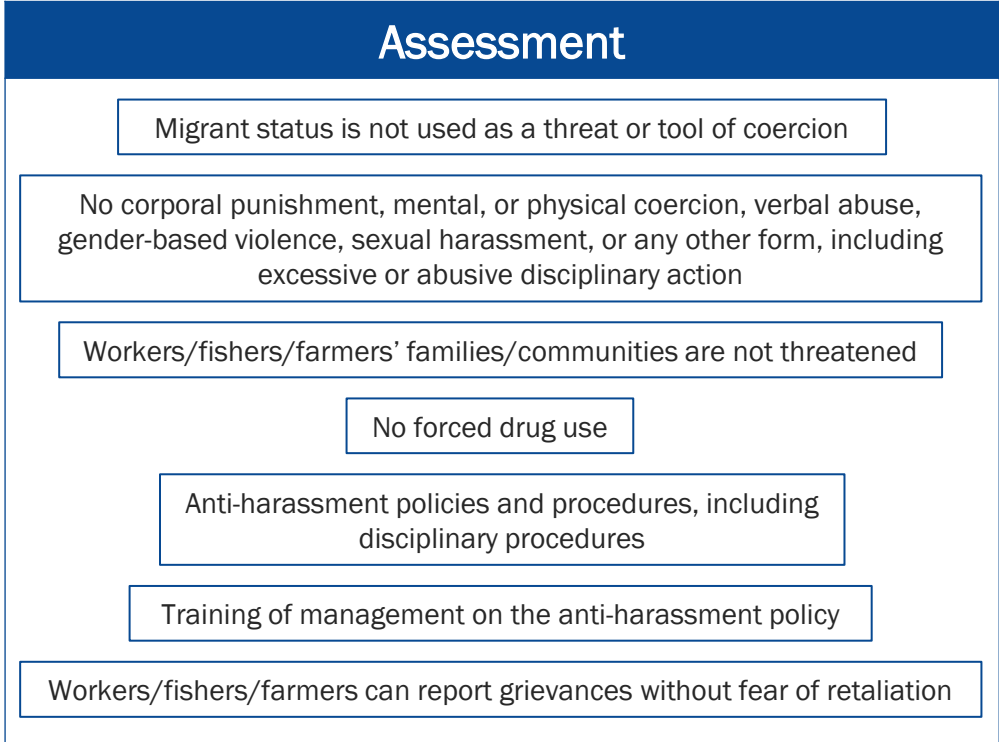 Assessment
Migrant status is not used as a threat or tool of coercion
No corporal punishment, mental, or physical coercion, verbal abuse,
gender-based violence, sexual harassment, or any other form, including
excessive or abusive disciplinary action
Workers/fishers/farmers’ families/communities are not threatened
No forced drug use
Anti-harassment policies and procedures, including
disciplinary procedures
Training of management on the anti-harassment policy
Workers/fishers/farmers can report grievances without fear of retaliation